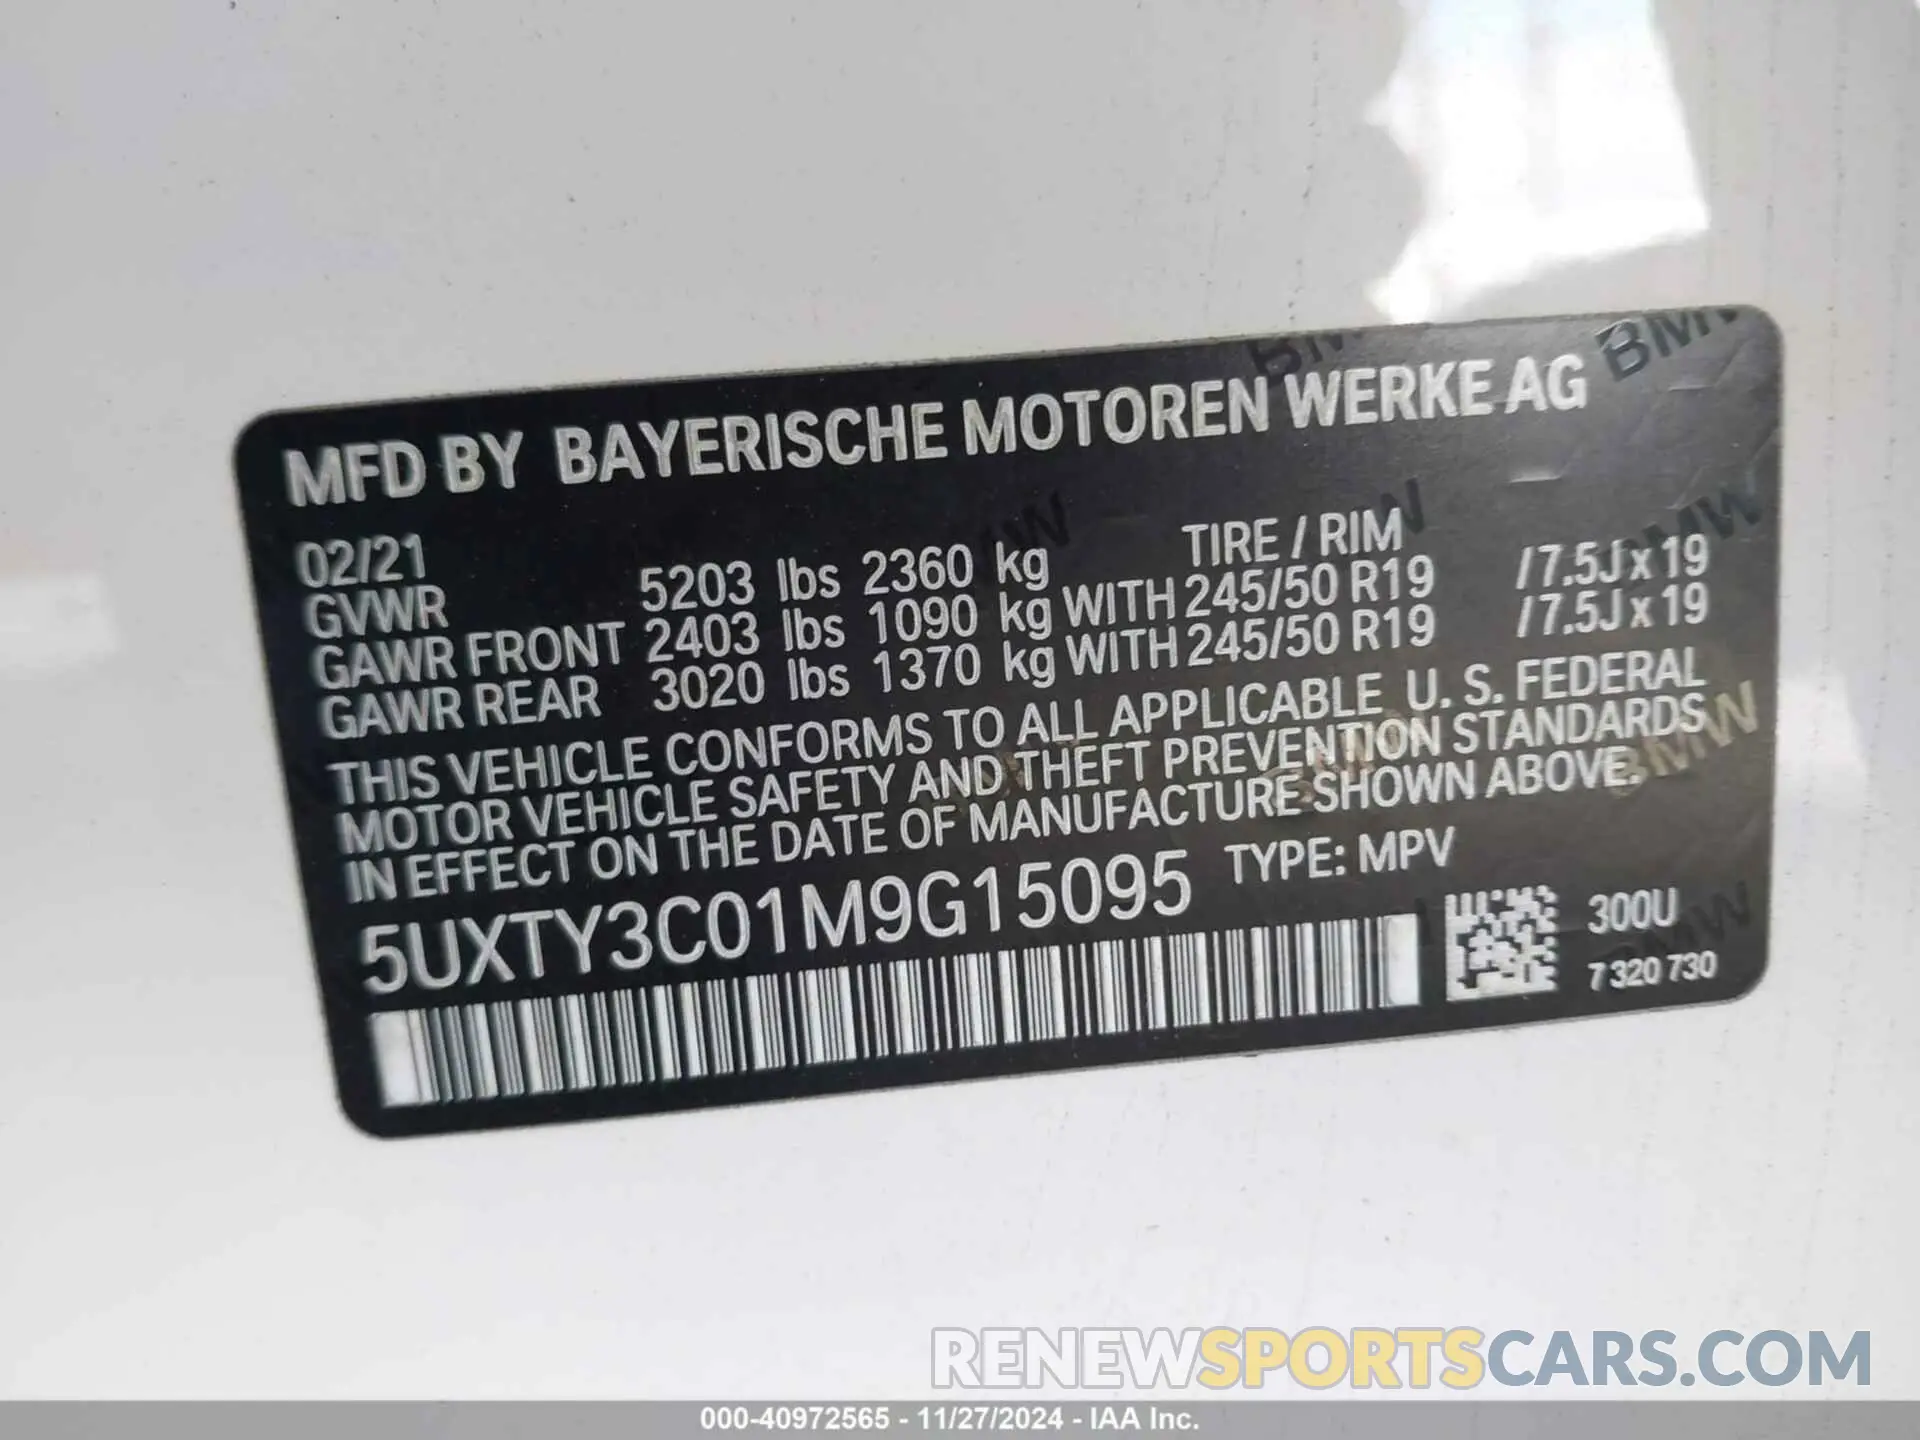 MFD BY BAYERISCHE MOTOREN WERKE AG
02/21 TIRE / RIM
GVWR 5203 lbs 2360 kg
GAWR FRONT 2403 lbs 1090 kg WITH 245/50 R19 /7.5J x 19
GAWR REAR 3020 lbs 1370 kg WITH 245/50 R19 /7.5J x 19
THIS VEHICLE CONFORMS TO ALL APPLICABLE U. S. FEDERAL
MOTOR VEHICLE SAFETY AND THEFT PREVENTION STANDARDS
IN EFFECT ON THE DATE OF MANUFACTURE SHOWN ABOVE.
5UXTY3C01M9G15095 TYPE: MPV
300U
7 320 730
RENEWSPORTSCARS.COM
000-40972565 - 11/27/2024 - IAA Inc.